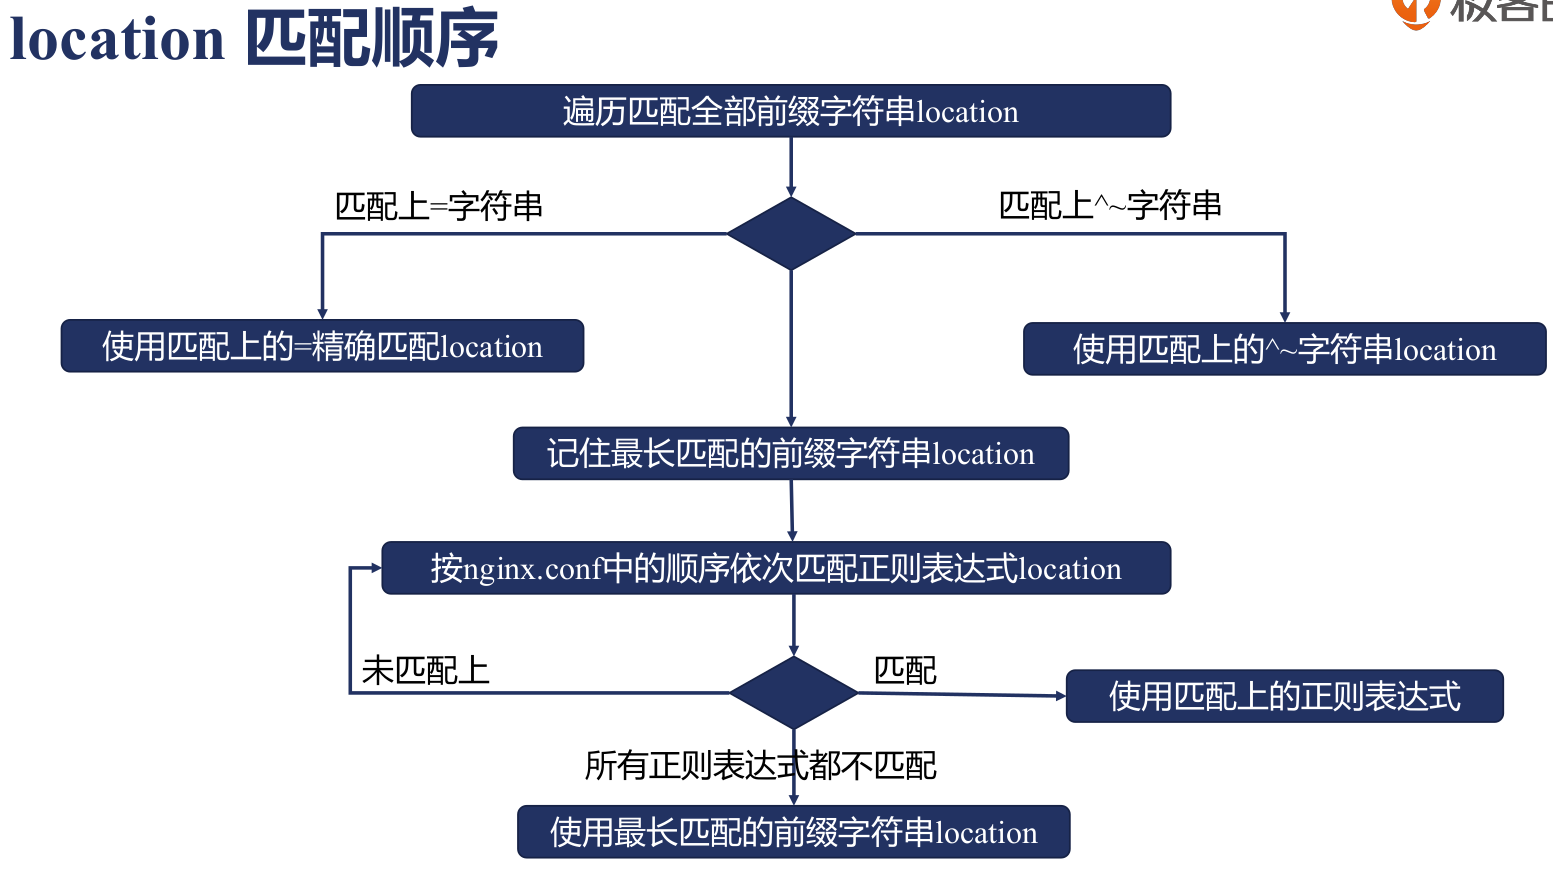 location 匹配顺序
遍历匹配全部前缀字符串location
匹配上=字符串
匹配上^~字符串
使用匹配上的=精确匹配location
使用匹配上的^~字符串location
记住最长匹配的前缀字符串location
按nginx.conf中的顺序依次匹配正则表达式location
未匹配上
匹配
使用匹配上的正则表达式
所有正则表达式都不匹配
使用最长匹配的前缀字符串location